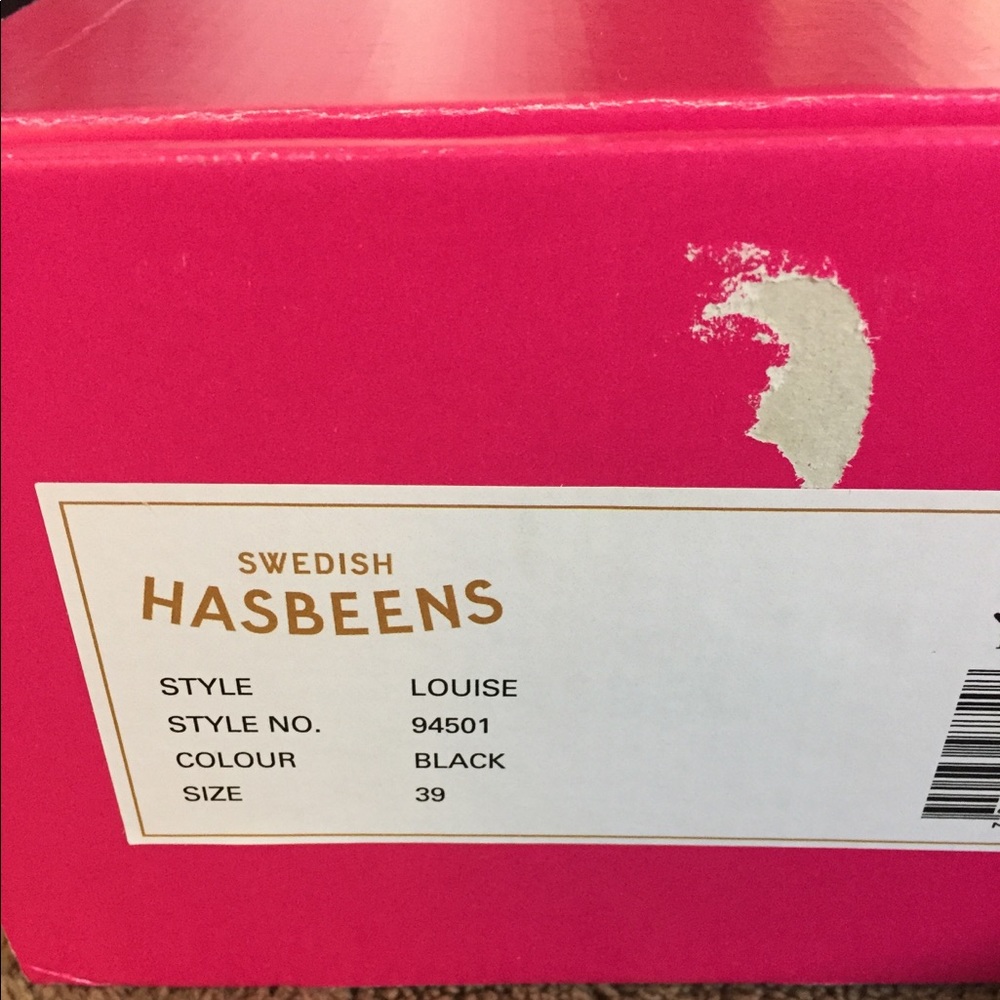 SWEDISH
HASBEENS
STYLE LOUISE
STYLE NO. 94501
COLOUR BLACK
SIZE 39